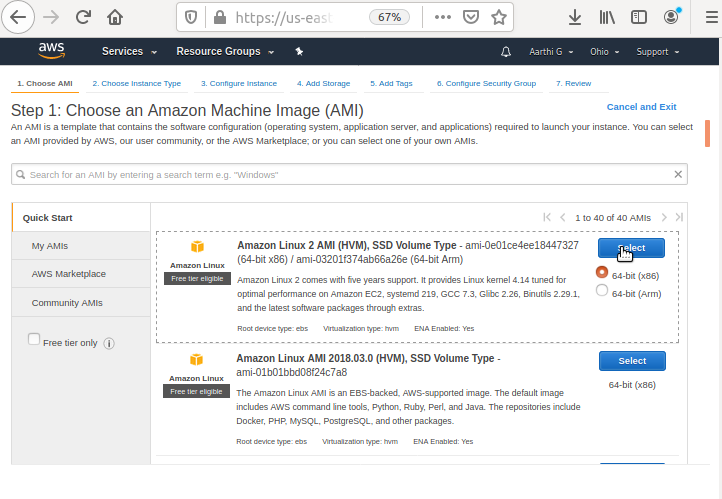 https://us-eas
67%
aws
Services
Resource Groups
Aarthi G
Ohio
Support
1. Choose AMI
2. Choose Instance Type
3. Configure Instance
4. Add Storage
5. Add Tags
6. Configure Security Group
7. Review
Step 1: Choose an Amazon Machine Image (AMI)
Cancel and Exit
An AMI is a template that contains the software configuration (operating system, application server, and applications) required to launch your instance. You can select
an AMI provided by AWS, our user community, or the AWS Marketplace; or you can select one of your own AMIs.
Search for an AMI by entering a search term e.g. "Windows"
Quick Start
My AMIs
AWS Marketplace
Community AMIs
Free tier only
1 to 40 of 40 AMIs
Amazon Linux
Free tier eligible
Amazon Linux 2 AMI (HVM), SSD Volume Type - ami-0e01ce4ee18447327
(64-bit x86) / ami-03201f374ab66a26e (64-bit Arm)
Amazon Linux 2 comes with five years support. It provides Linux kernel 4.14 tuned for
optimal performance on Amazon EC2, systemd 219, GCC 7.3, Glibc 2.26, Binutils 2.29.1,
and the latest software packages through extras.
Root device type: ebs Virtualization type: hvm ENA Enabled: Yes
Select
64-bit (x86)
64-bit (Arm)
Amazon Linux
Free tier eligible
Amazon Linux AMI 2018.03.0 (HVM), SSD Volume Type -
ami-01b01bbd08f24c7a8
The Amazon Linux AMI is an EBS-backed, AWS-supported image. The default image
includes AWS command line tools, Python, Ruby, Perl, and Java. The repositories include
Docker, PHP, MySQL, PostgreSQL, and other packages.
Root device type: ebs Virtualization type: hvm ENA Enabled: Yes
Select
64-bit (x86)